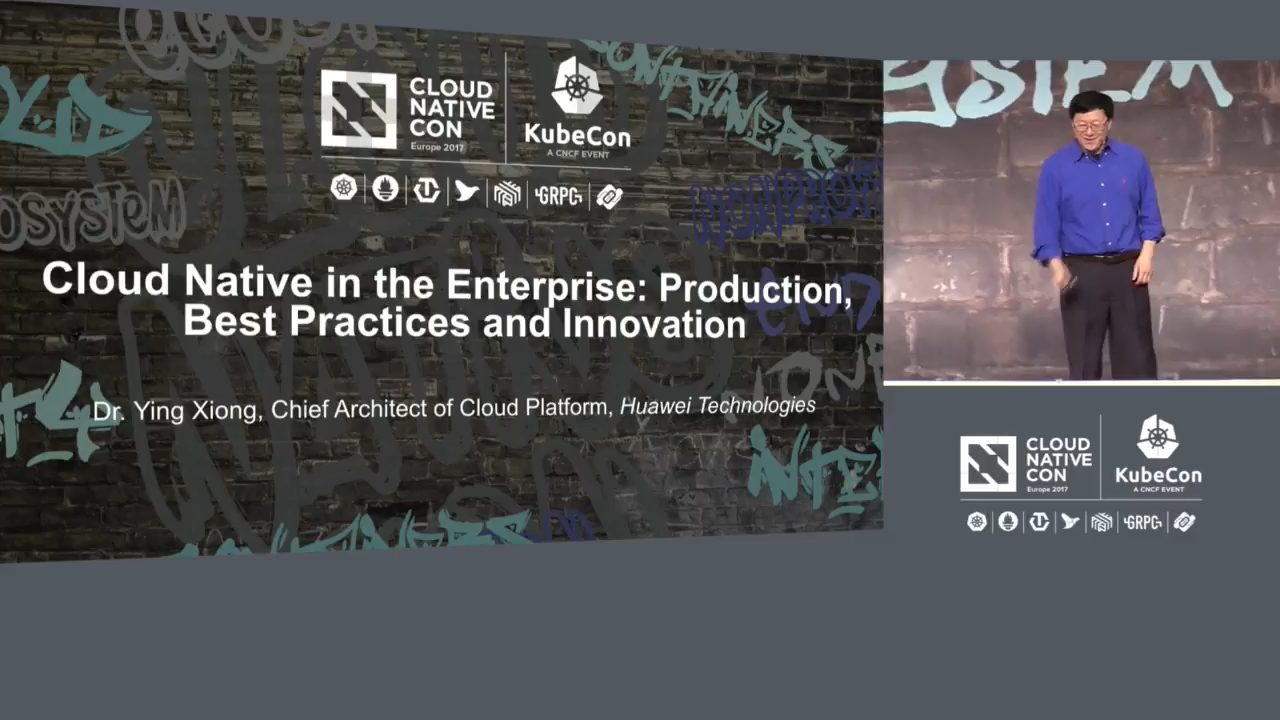 CLOUD
NATIVE
CON
Europe 2017
KubeCon
A CNCF EVENT
GRPC
OSYSTEM
Cloud Native in the Enterprise: Production,
Best Practices and Innovation
Dr. Ying Xiong, Chief Architect of Cloud Platform, Huawei Technologies
YSTEM
CLOUD
NATIVE
CON
Europe 2017
KubeCon
A CNCF EVENT
GRPC